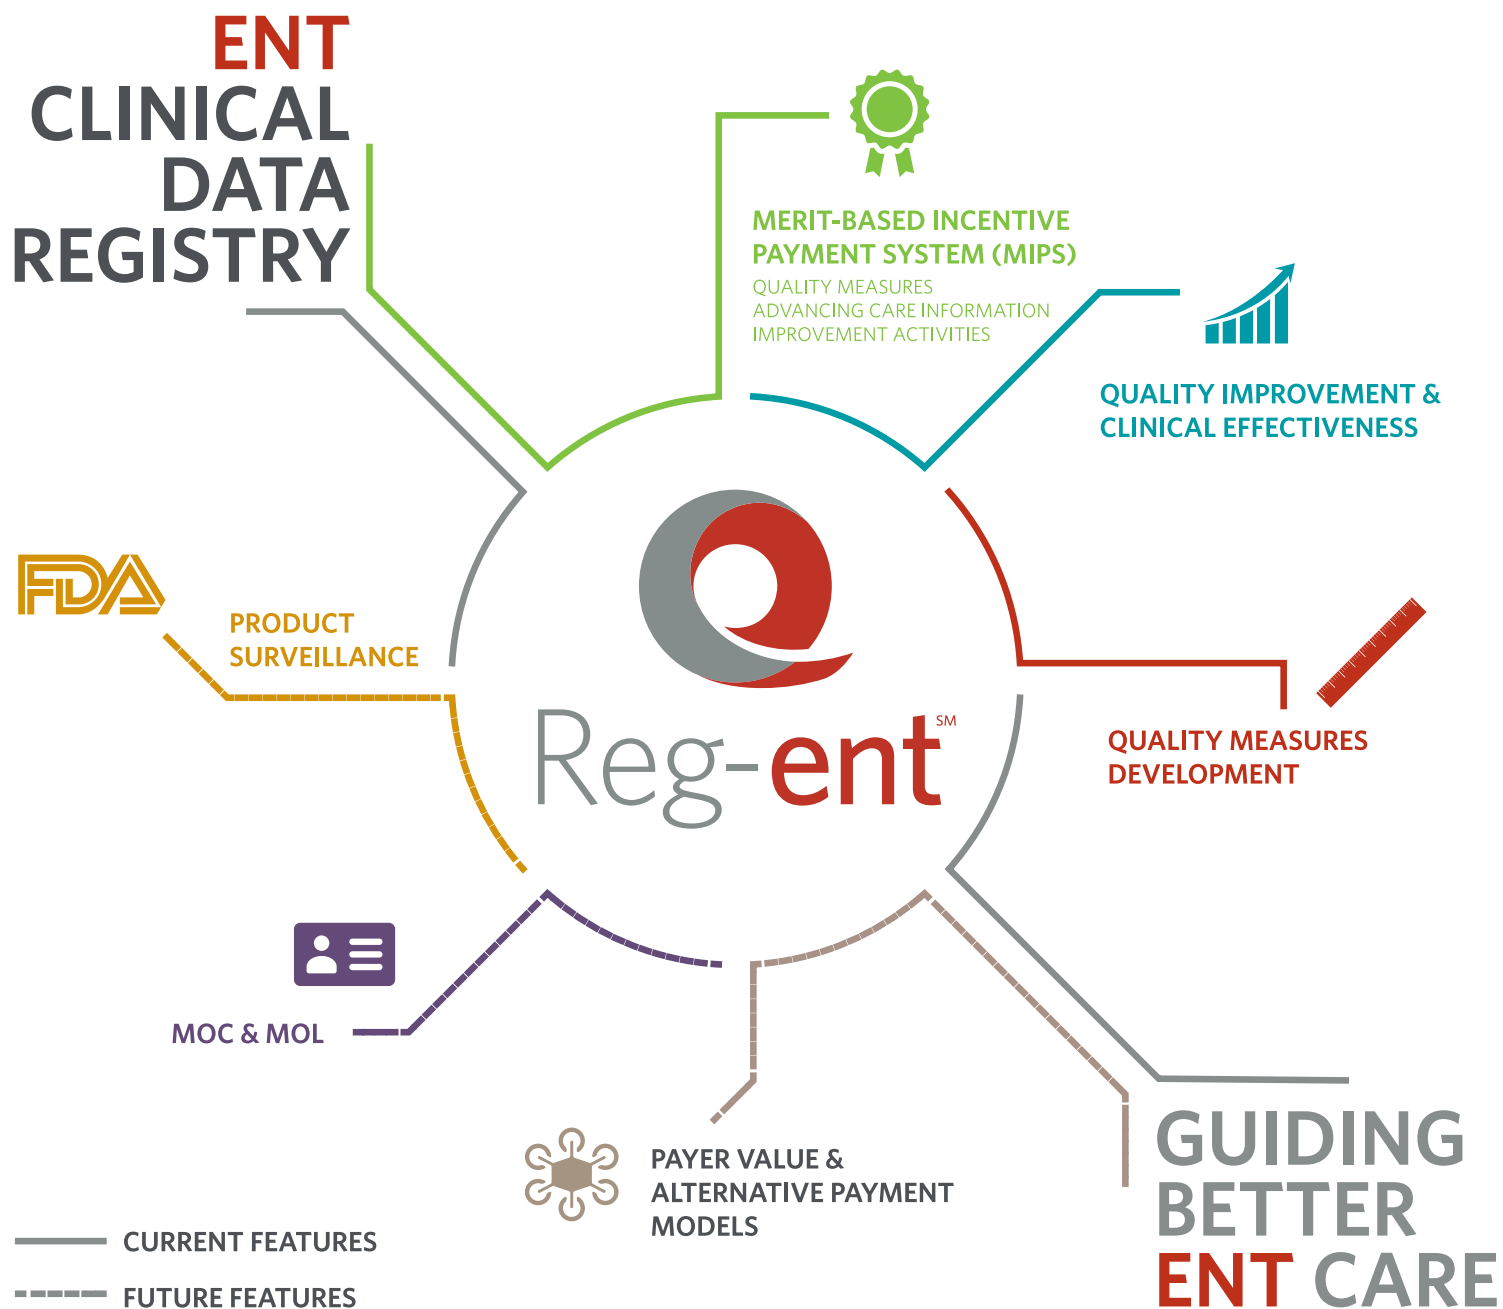 ENT
CLINICAL
DATA
REGISTRY
MERIT-BASED INCENTIVE
PAYMENT SYSTEM (MIPS)
QUALITY MEASURES
ADVANCING CARE INFORMATION
IMPROVEMENT ACTIVITIES
QUALITY IMPROVEMENT &
CLINICAL EFFECTIVENESS
FDA
PRODUCT
SURVEILLANCE
Reg-ent℠
QUALITY MEASURES
DEVELOPMENT
MOC & MOL
PAYER VALUE &
ALTERNATIVE PAYMENT
MODELS
GUIDING
BETTER
ENT CARE
CURRENT FEATURES
FUTURE FEATURES